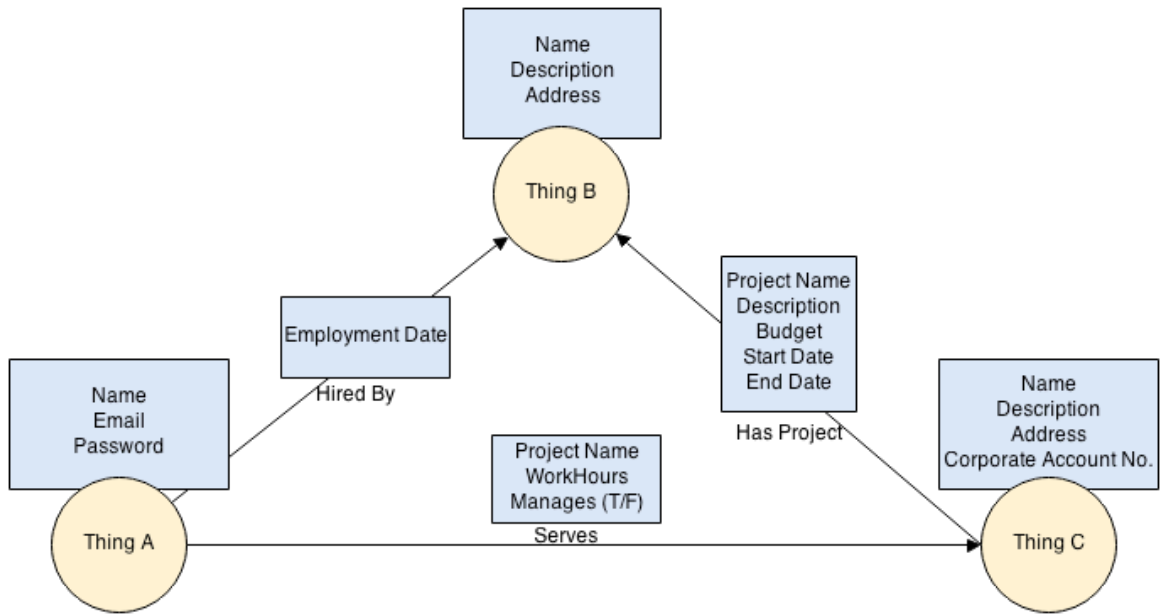 Name
Description
Address
Thing B
Employment Date
Hired By
Project Name
Description
Budget
Start Date
End Date
Has Project
Name
Email
Password
Thing A
Project Name
WorkHours
Manages (T/F)
Serves
Name
Description
Address
Corporate Account No.
Thing C